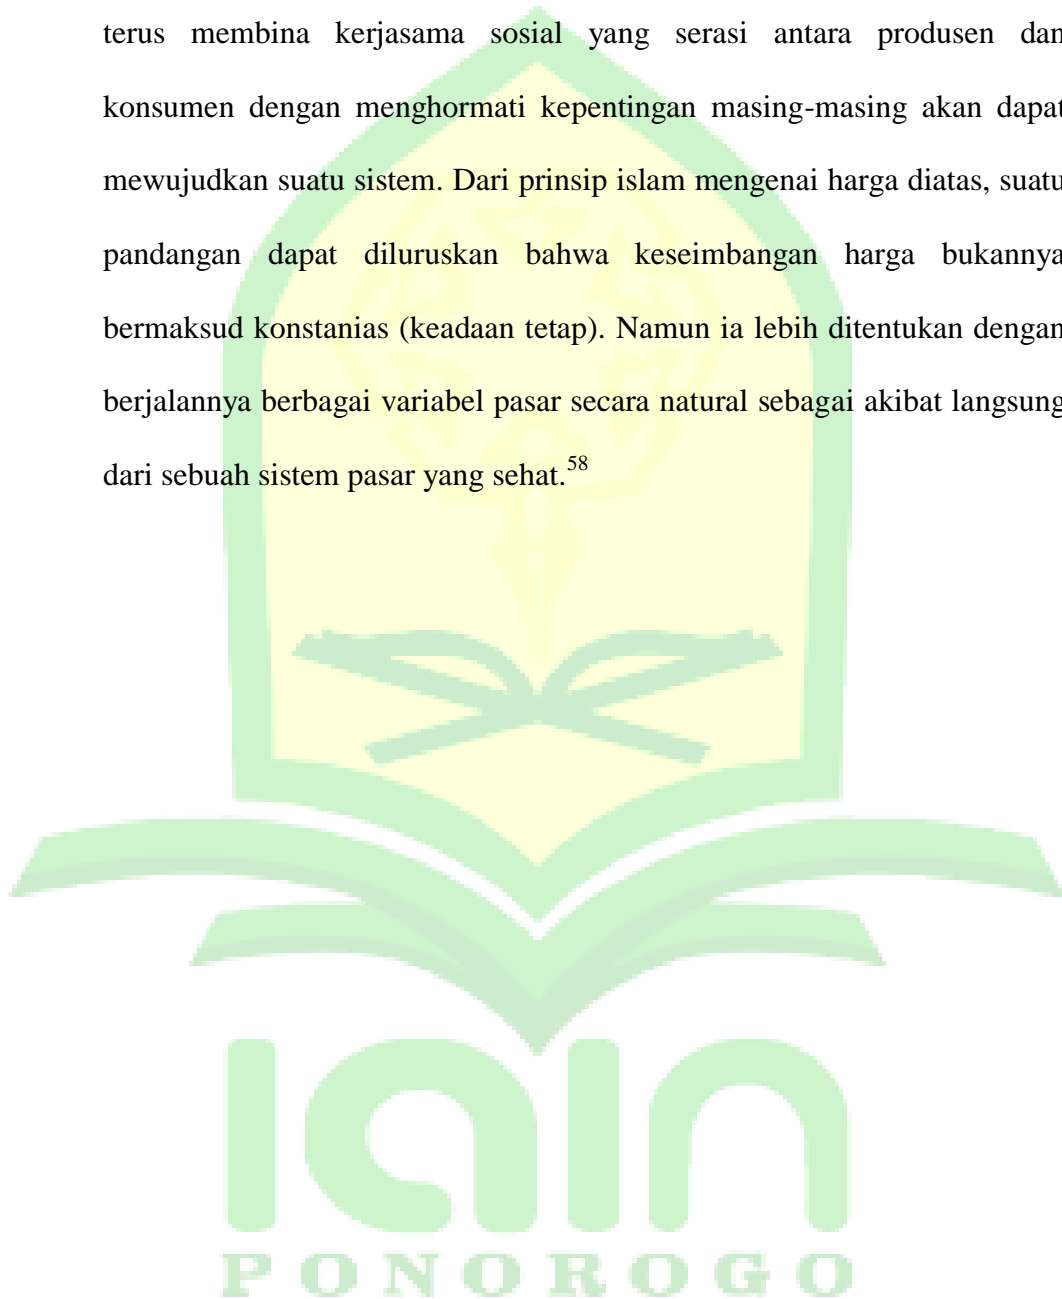 terus membina kerjasama sosial yang serasi antara produsen dan
konsumen dengan menghormati kepentingan masing-masing akan dapat
mewujudkan suatu sistem. Dari prinsip islam mengenai harga diatas, suatu
pandangan dapat diluruskan bahwa keseimbangan harga bukannya
bermaksud konstanias (keadaan tetap). Namun ia lebih ditentukan dengan
berjalannya berbagai variabel pasar secara natural sebagai akibat langsung
dari sebuah sistem pasar yang sehat.58
iain
PONOROGO